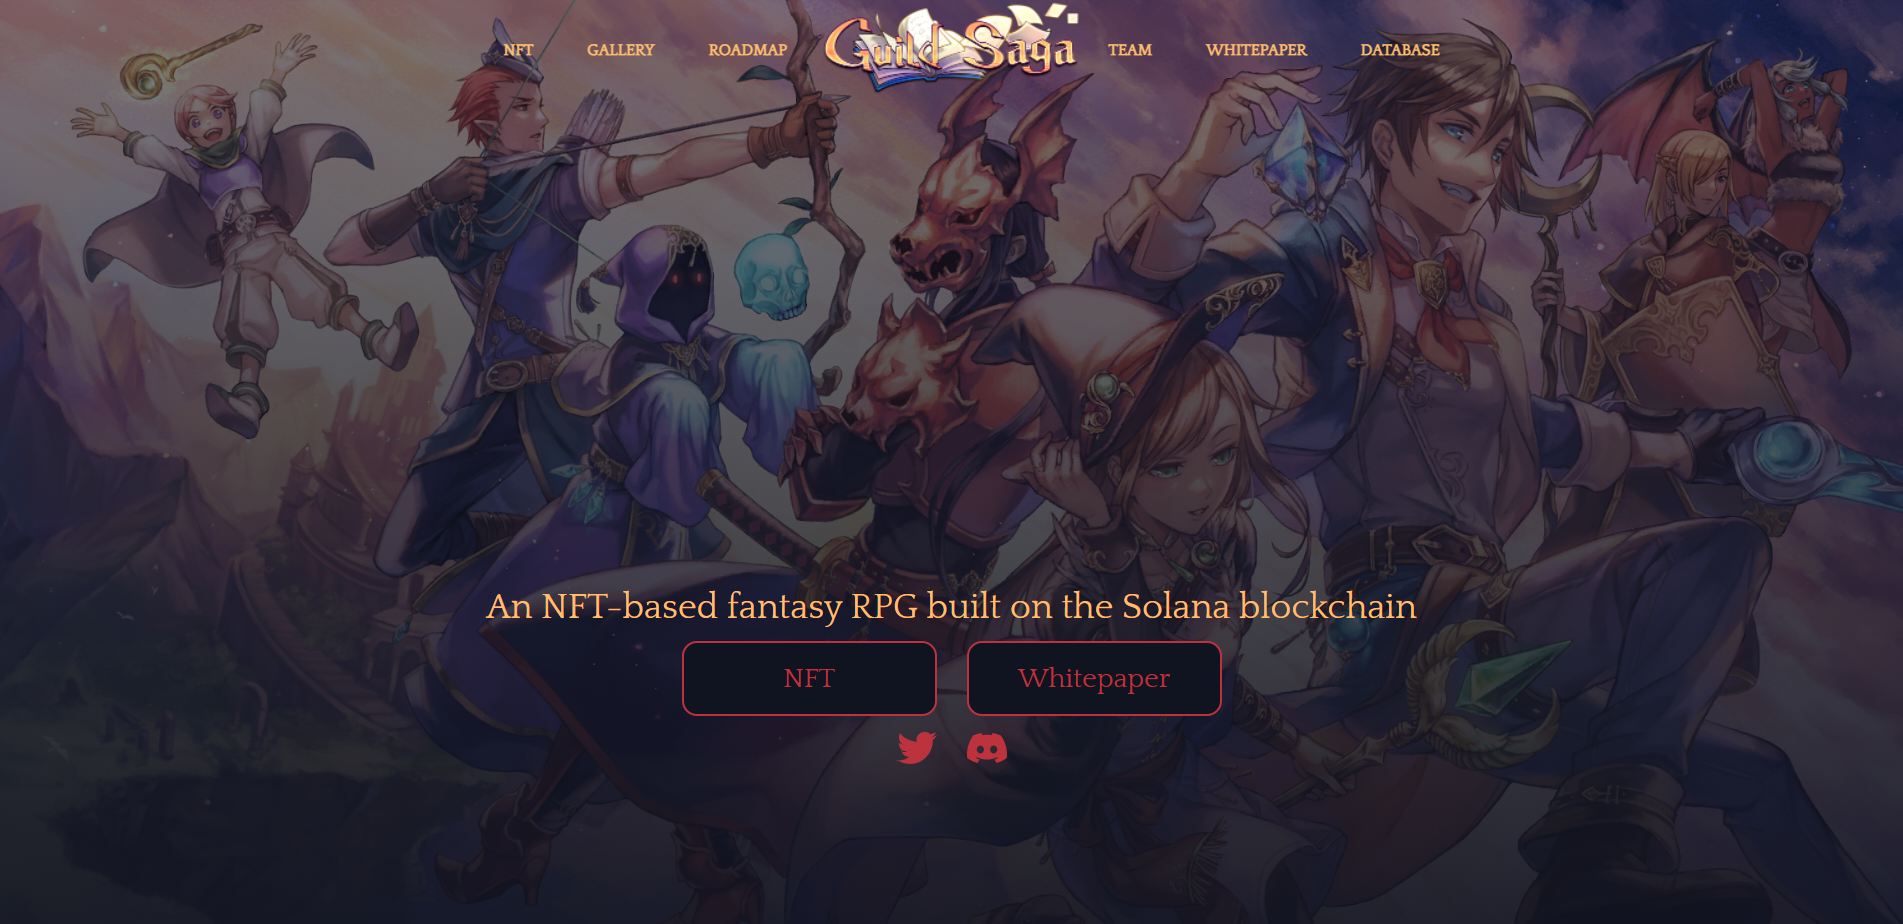 NFT
GALLERY
ROADMAP
Guild Saga
TEAM
WHITEPAPER
DATABASE
An NFT-based fantasy RPG built on the Solana blockchain
NFT
Whitepaper